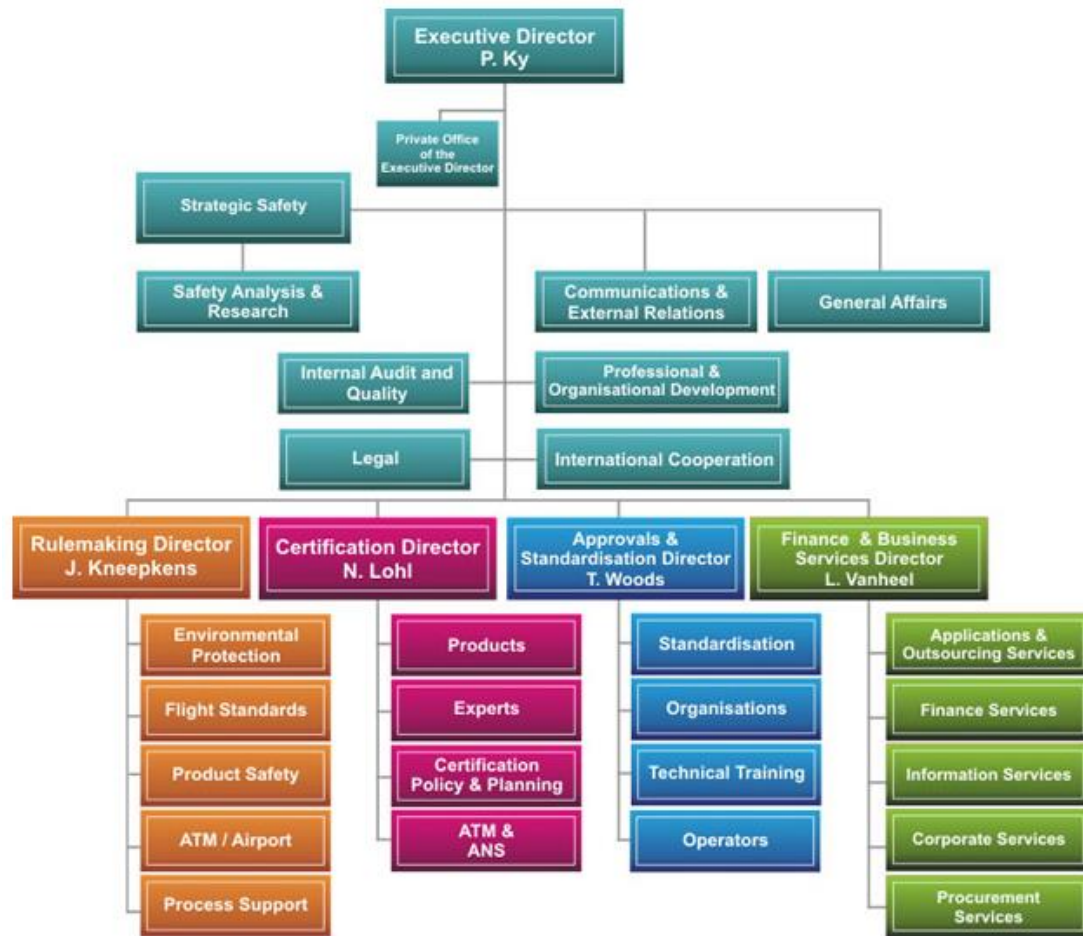 Executive Director
P. Ky
Private Office
of the
Executive Director
Strategic Safety
Safety Analysis &
Research
Communications &
External Relations
General Affairs
Internal Audit and
Quality
Professional &
Organisational Development
Legal
International Cooperation
Rulemaking Director
J. Kneepkens
Certification Director
N. Lohl
Approvals &
Standardisation Director
T. Woods
Finance & Business
Services Director
L. Vanheel
Environmental
Protection
Flight Standards
Product Safety
ATM / Airport
Process Support
Products
Experts
Certification
Policy & Planning
ATM &
ANS
Standardisation
Organisations
Technical Training
Operators
Applications &
Outsourcing Services
Finance Services
Information Services
Corporate Services
Procurement
Services